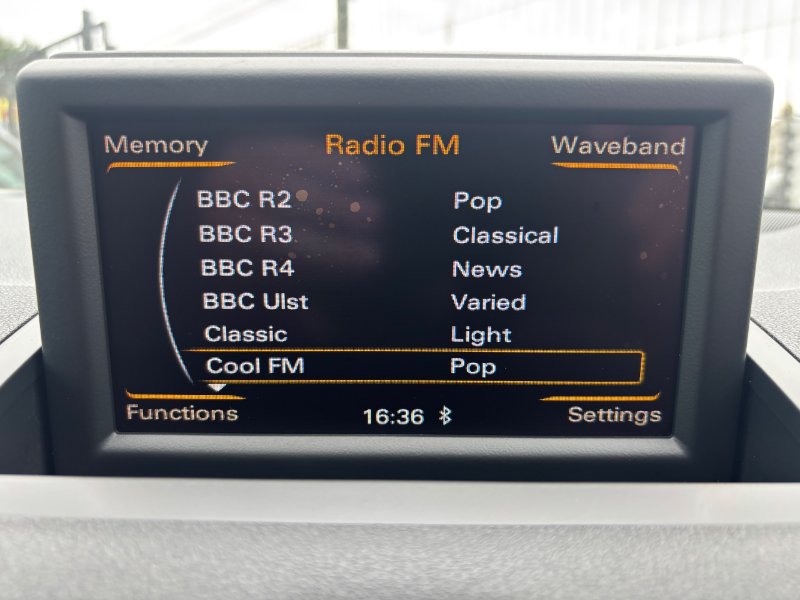 Memory Radio FM Waveband
BBC R2 Pop
BBC R3 Classical
BBC R4 News
BBC Ulst Varied
Classic Light
Cool FM Pop
Functions 16:36 Settings